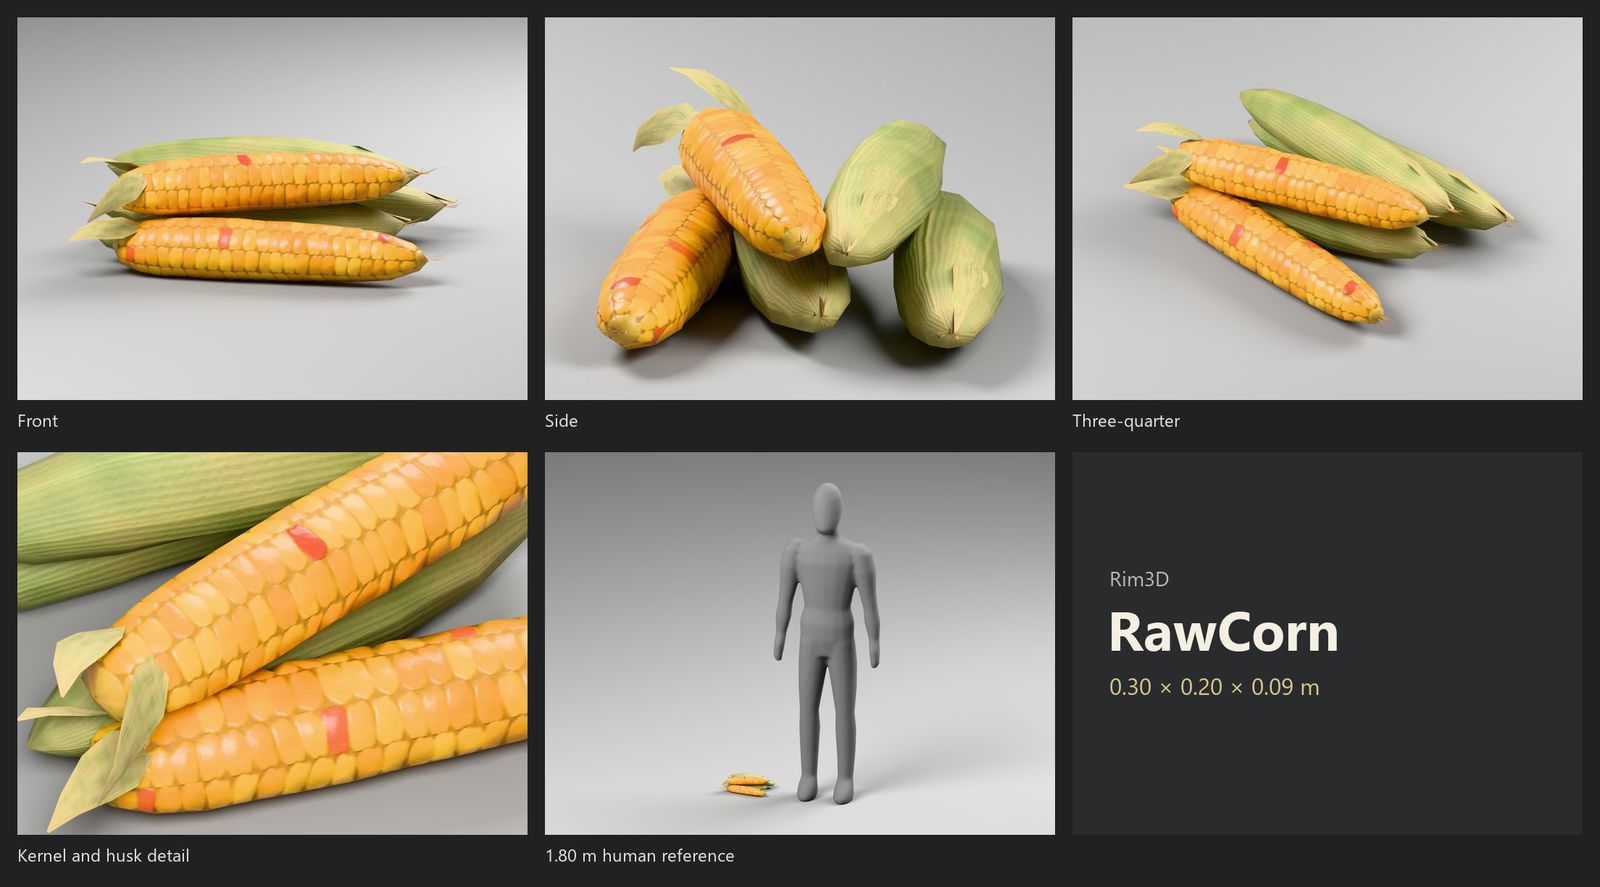 Front
Side
Three-quarter
Kernel and husk detail
1.80 m human reference
Rim3D
RawCorn
0.30 × 0.20 × 0.09 m